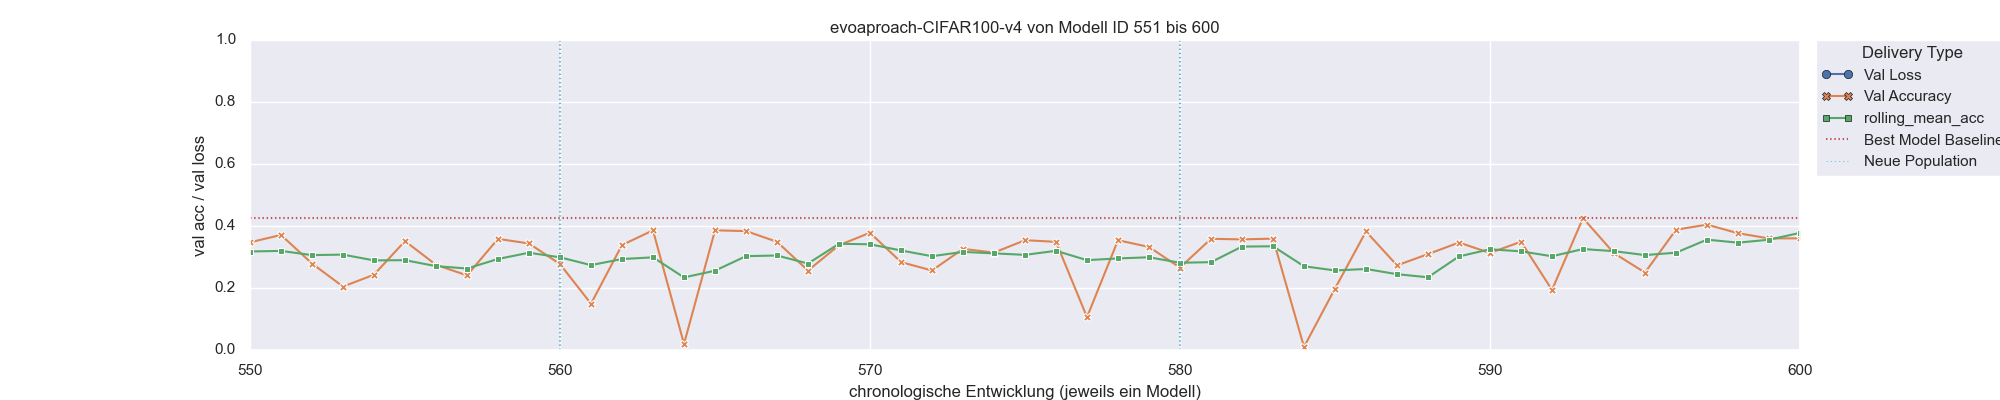 evoaproach-CIFAR100-v4 von Modell ID 551 bis 600
1.0
0.8
0.6
0.4
0.2
0.0
val acc / val loss
550
560
570
580
590
600
chronologische Entwicklung (jeweils ein Modell)
Delivery Type
Val Loss
Val Accuracy
rolling_mean_acc
Best Model Baseline
Neue Population